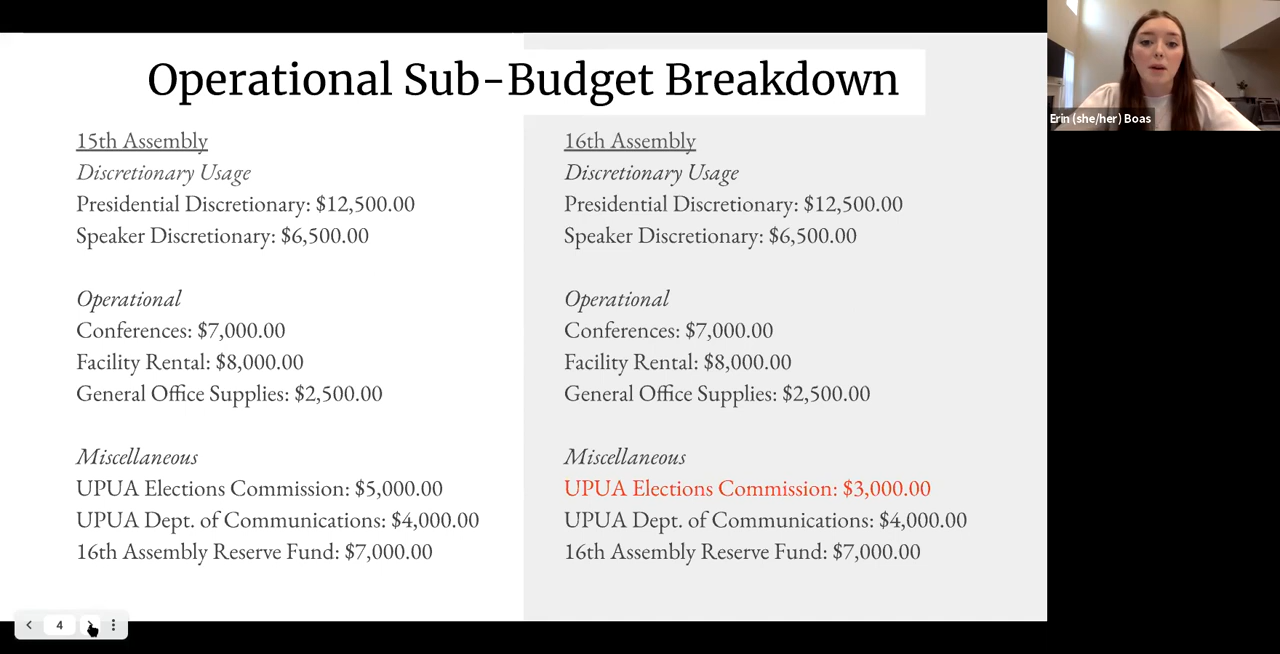 Operational Sub-Budget Breakdown
15th Assembly
Discretionary Usage
Presidential Discretionary: $12,500.00
Speaker Discretionary: $6,500.00
Operational
Conferences: $7,000.00
Facility Rental: $8,000.00
General Office Supplies: $2,500.00
Miscellaneous
UPUA Elections Commission: $5,000.00
UPUA Dept. of Communications: $4,000.00
16th Assembly Reserve Fund: $7,000.00
16th Assembly
Discretionary Usage
Presidential Discretionary: $12,500.00
Speaker Discretionary: $6,500.00
Operational
Conferences: $7,000.00
Facility Rental: $8,000.00
General Office Supplies: $2,500.00
Miscellaneous
UPUA Elections Commission: $3,000.00
UPUA Dept. of Communications: $4,000.00
16th Assembly Reserve Fund: $7,000.00
4
Erin (she/her) Boas